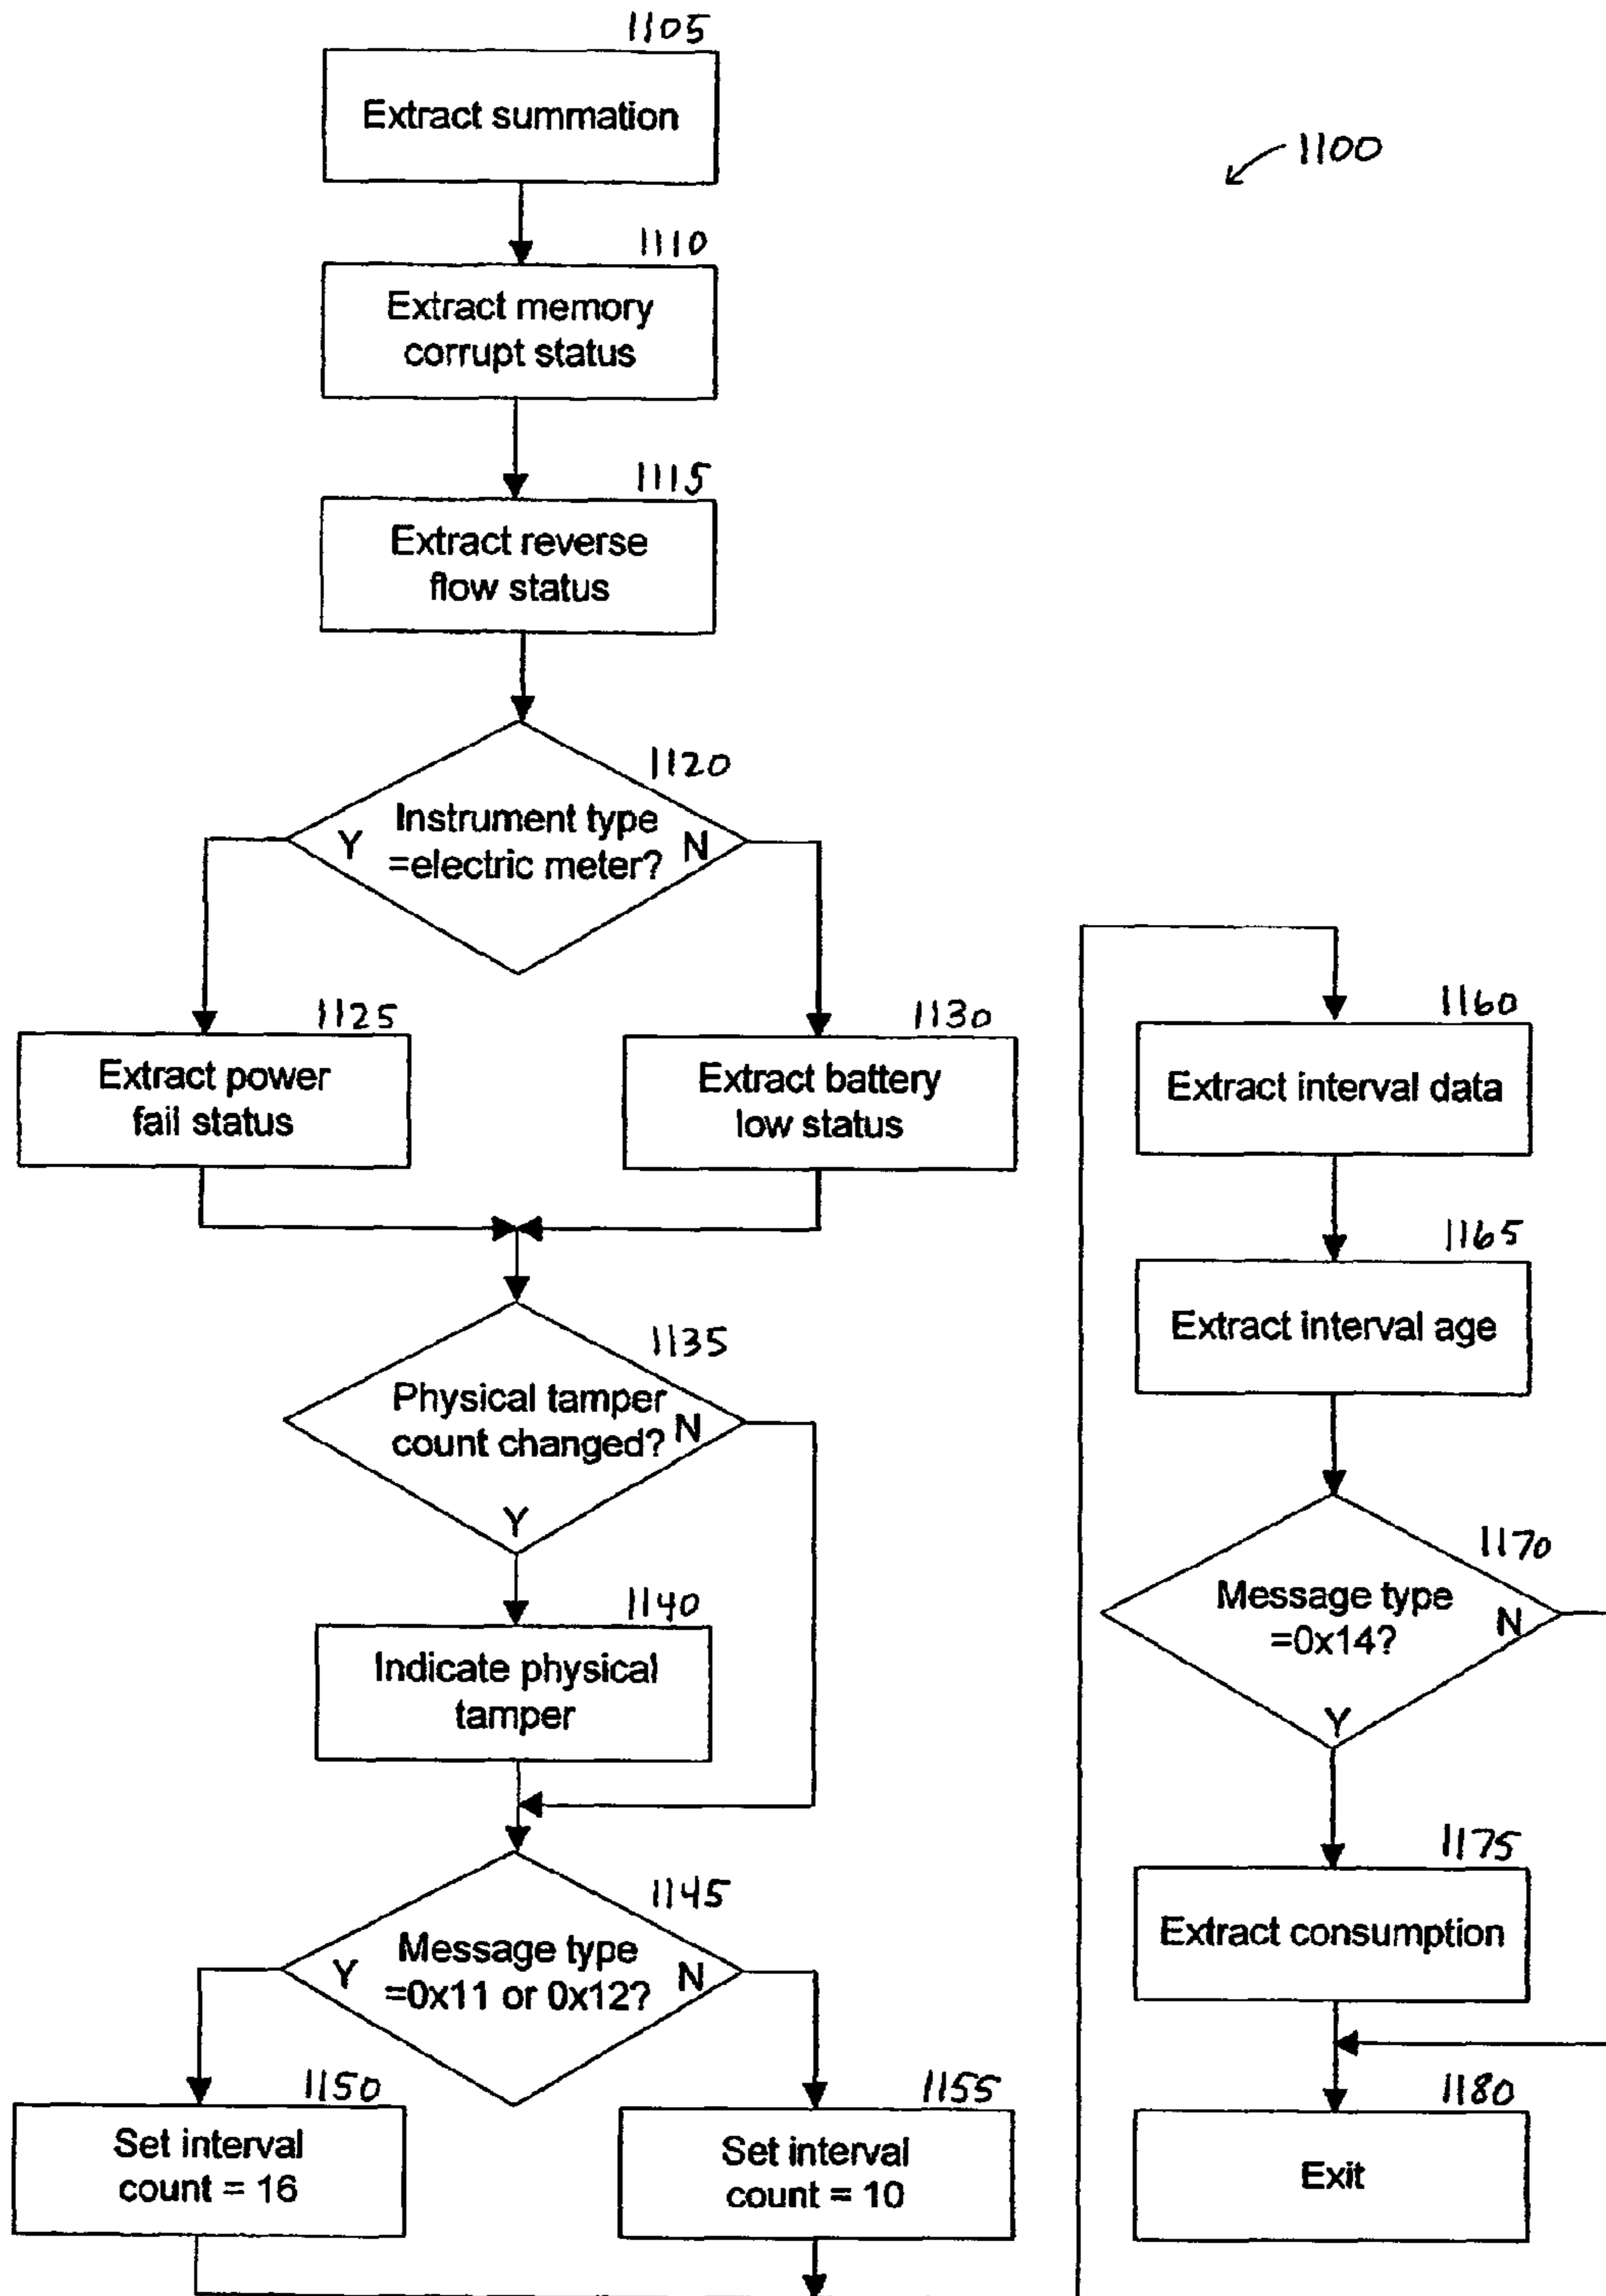 1105
Extract summation
1100
1110
Extract memory
corrupt status
1115
Extract reverse
flow status
1120
Instrument type
=electric meter?
Y
N
1125
Extract power
fail status
1130
Extract battery
low status
1135
Physical tamper
count changed?
N
Y
1140
Indicate physical
tamper
1145
Message type
=0x11 or 0x12?
Y
N
1150
Set interval
count = 16
1155
Set interval
count = 10
1160
Extract interval data
1165
Extract interval age
1170
Message type
=0x14?
N
Y
1175
Extract consumption
1180
Exit